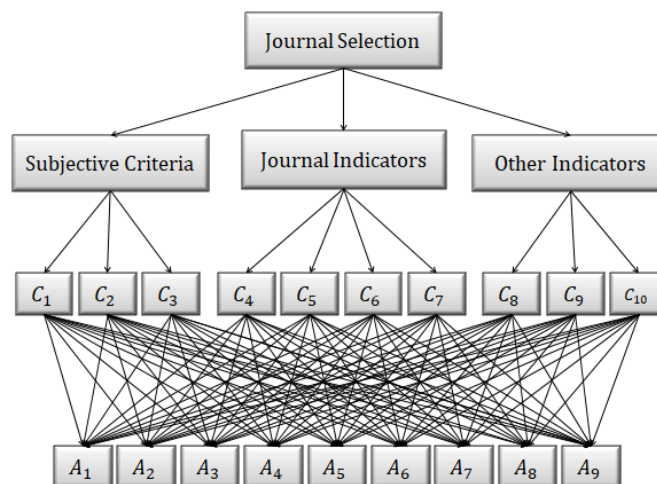 Journal Selection
Subjective Criteria
Journal Indicators
Other Indicators
C₁ C₂ C₃ C₄ C₅ C₆ C₇ C₈ C₉ C₁₀
A₁ A₂ A₃ A₄ A₅ A₆ A₇ A₈ A₉